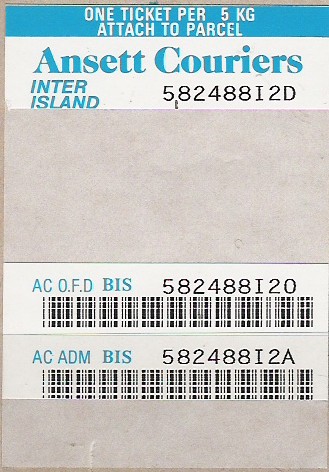 ONE TICKET PER 5 KG
ATTACH TO PARCEL
Ansett Couriers
INTER
ISLAND 582488I2D
AC O.F.D BIS 582488I2O
AC ADM BIS 582488I2A